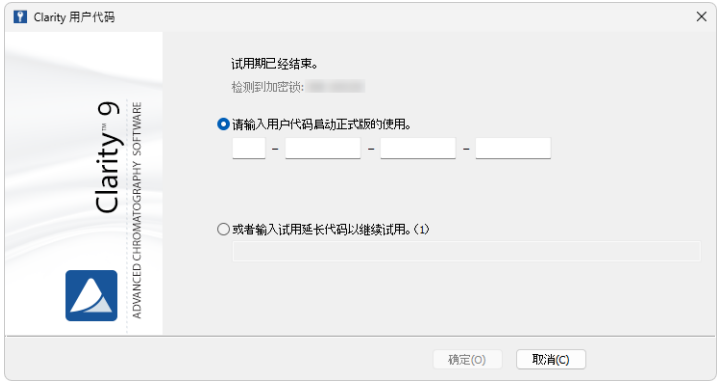 Clarity 用户代码
试用期已经结束。
检测到加密锁:
请输入用户代码启动正式版的使用。
- - -
或者输入试用延长代码以继续试用。(1)
Clarity™ 9
ADVANCED CHROMATOGRAPHY SOFTWARE
确定(O) 取消(C)